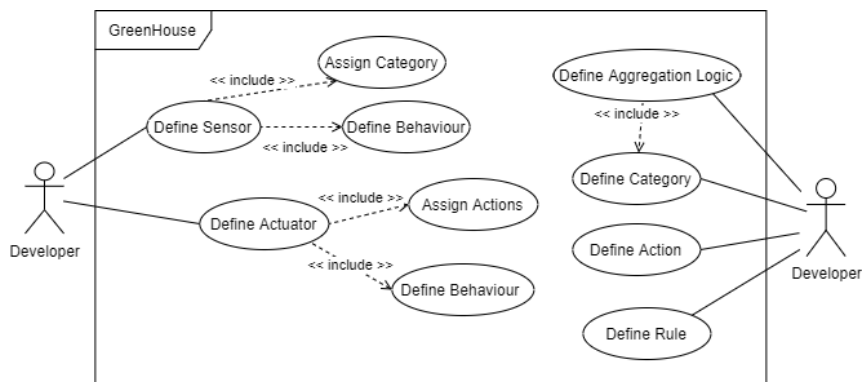 GreenHouse
Assign Category
<< include >>
Define Sensor
Define Behaviour
<< include >>
Developer
Define Actuator
<< include >>
Assign Actions
<< include >>
Define Behaviour
Define Aggregation Logic
<< include >>
Define Category
Define Action
Developer
Define Rule